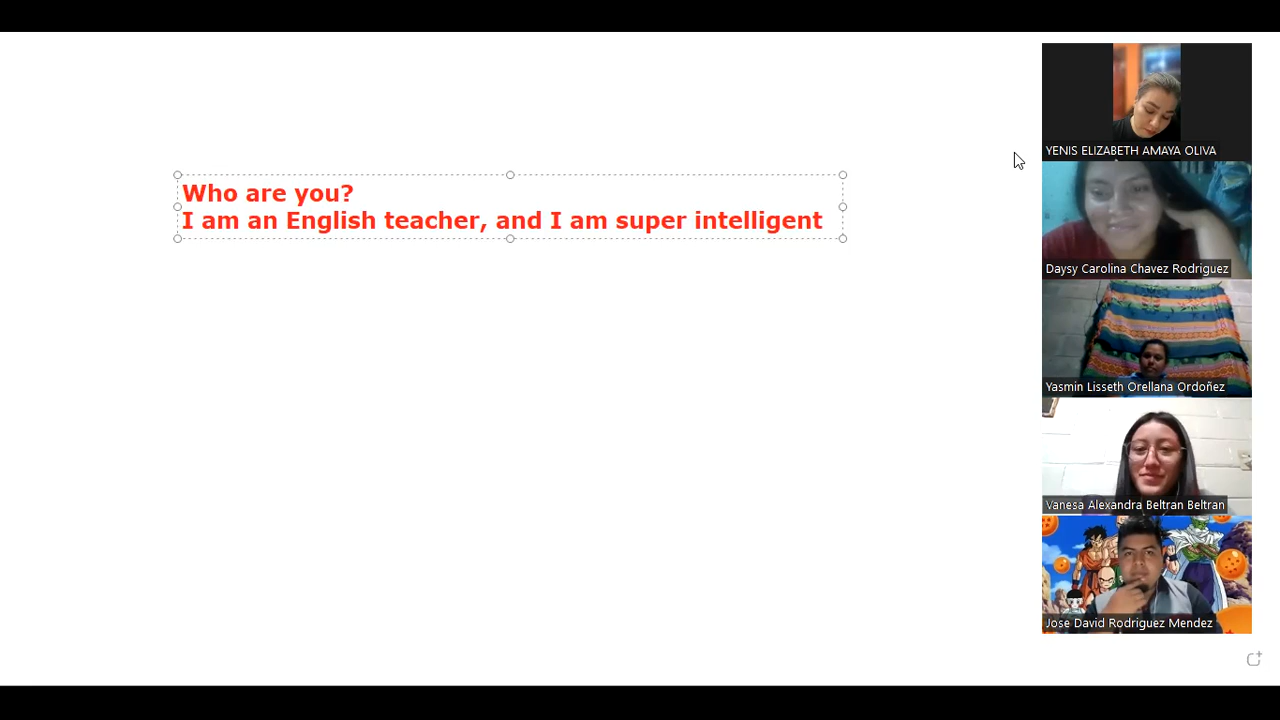 Who are you?
I am an English teacher, and I am super intelligent
YENIS ELIZABETH AMAYA OLIVA
Daysy Carolina Chavez Rodriguez
Yasmin Lisseth Orellana Ordoñez
Vanesa Alexandra Beltran Beltran
Jose David Rodriguez Mendez